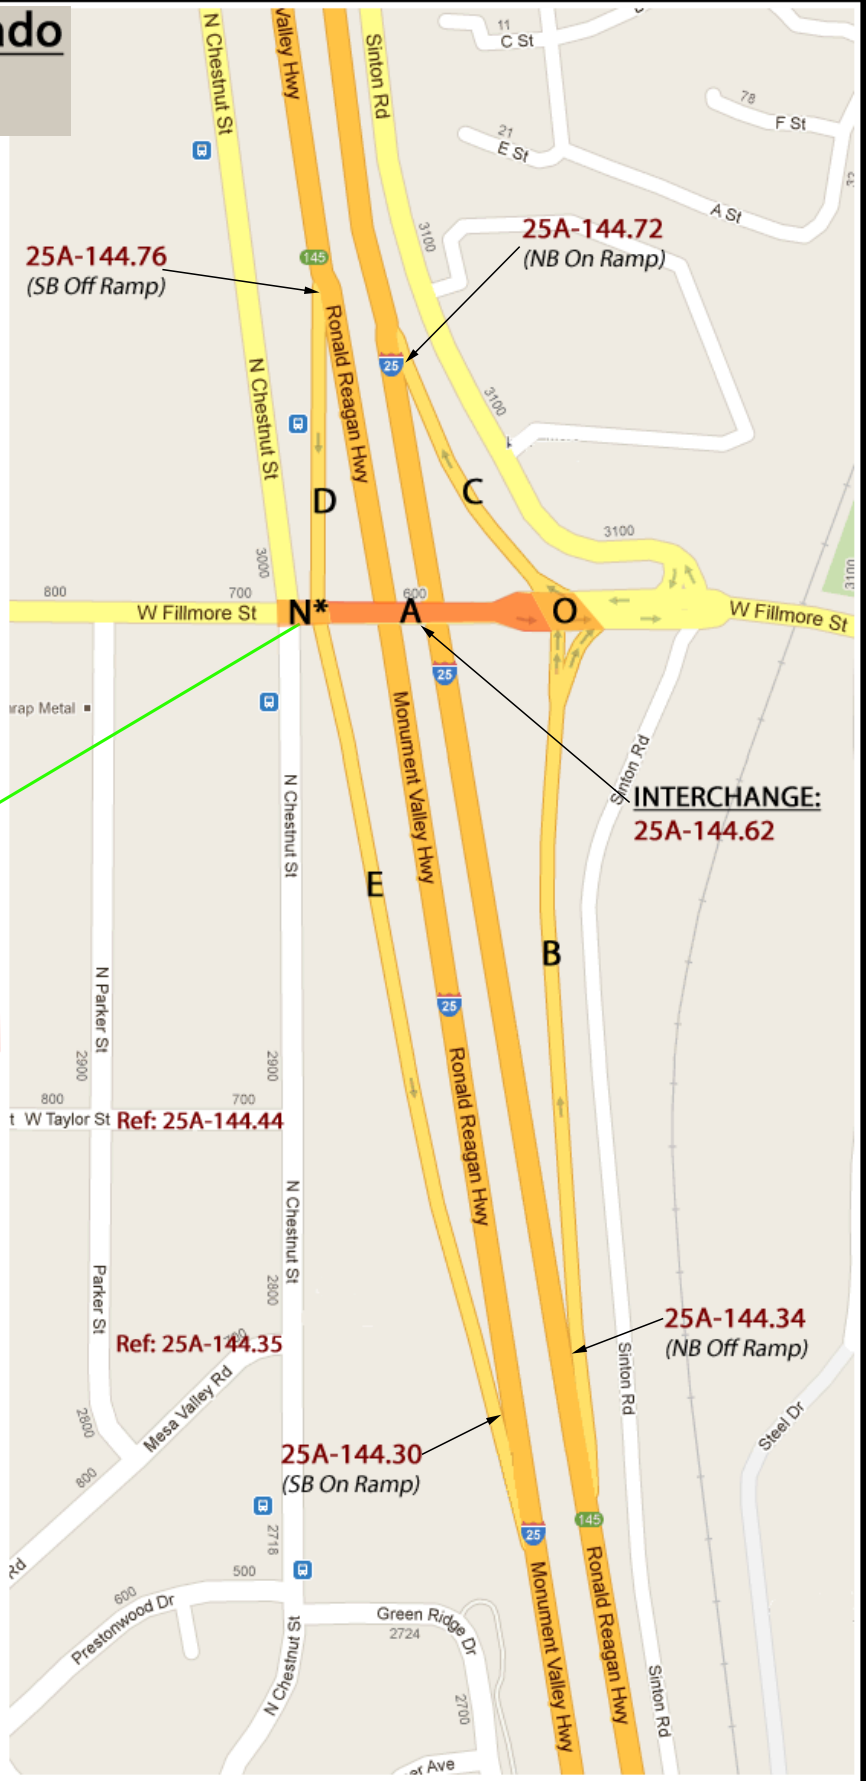 ado
N Chestnut St
Valley Hwy
Sinton Rd
11
C St
78
F St
21
E St
A St
3100
25A-144.76
(SB Off Ramp)
145
25A-144.72
(NB On Ramp)
Ronald Reagan Hwy
25
N Chestnut St
3100
D
C
3100
3100
3000
800
700
600
W Fillmore St
N*
A
O
W Fillmore St
25
rap Metal
Monument Valley Hwy
Sinton Rd
INTERCHANGE:
25A-144.62
N Chestnut St
E
B
N Parker St
25
2900
2900
Ronald Reagan Hwy
800
700
t W Taylor St
Ref: 25A-144.44
N Chestnut St
Parker St
2800
25A-144.34
(NB Off Ramp)
Ref: 25A-144.35
Mesa Valley Rd
Sinton Rd
2800
800
Steel Dr
25A-144.30
(SB On Ramp)
25
145
2718
Rd
500
600
Prestonwood Dr
Green Ridge Dr
2724
N Chestnut St
Monument Valley Hwy
Ronald Reagan Hwy
Sinton Rd
2700
er Ave